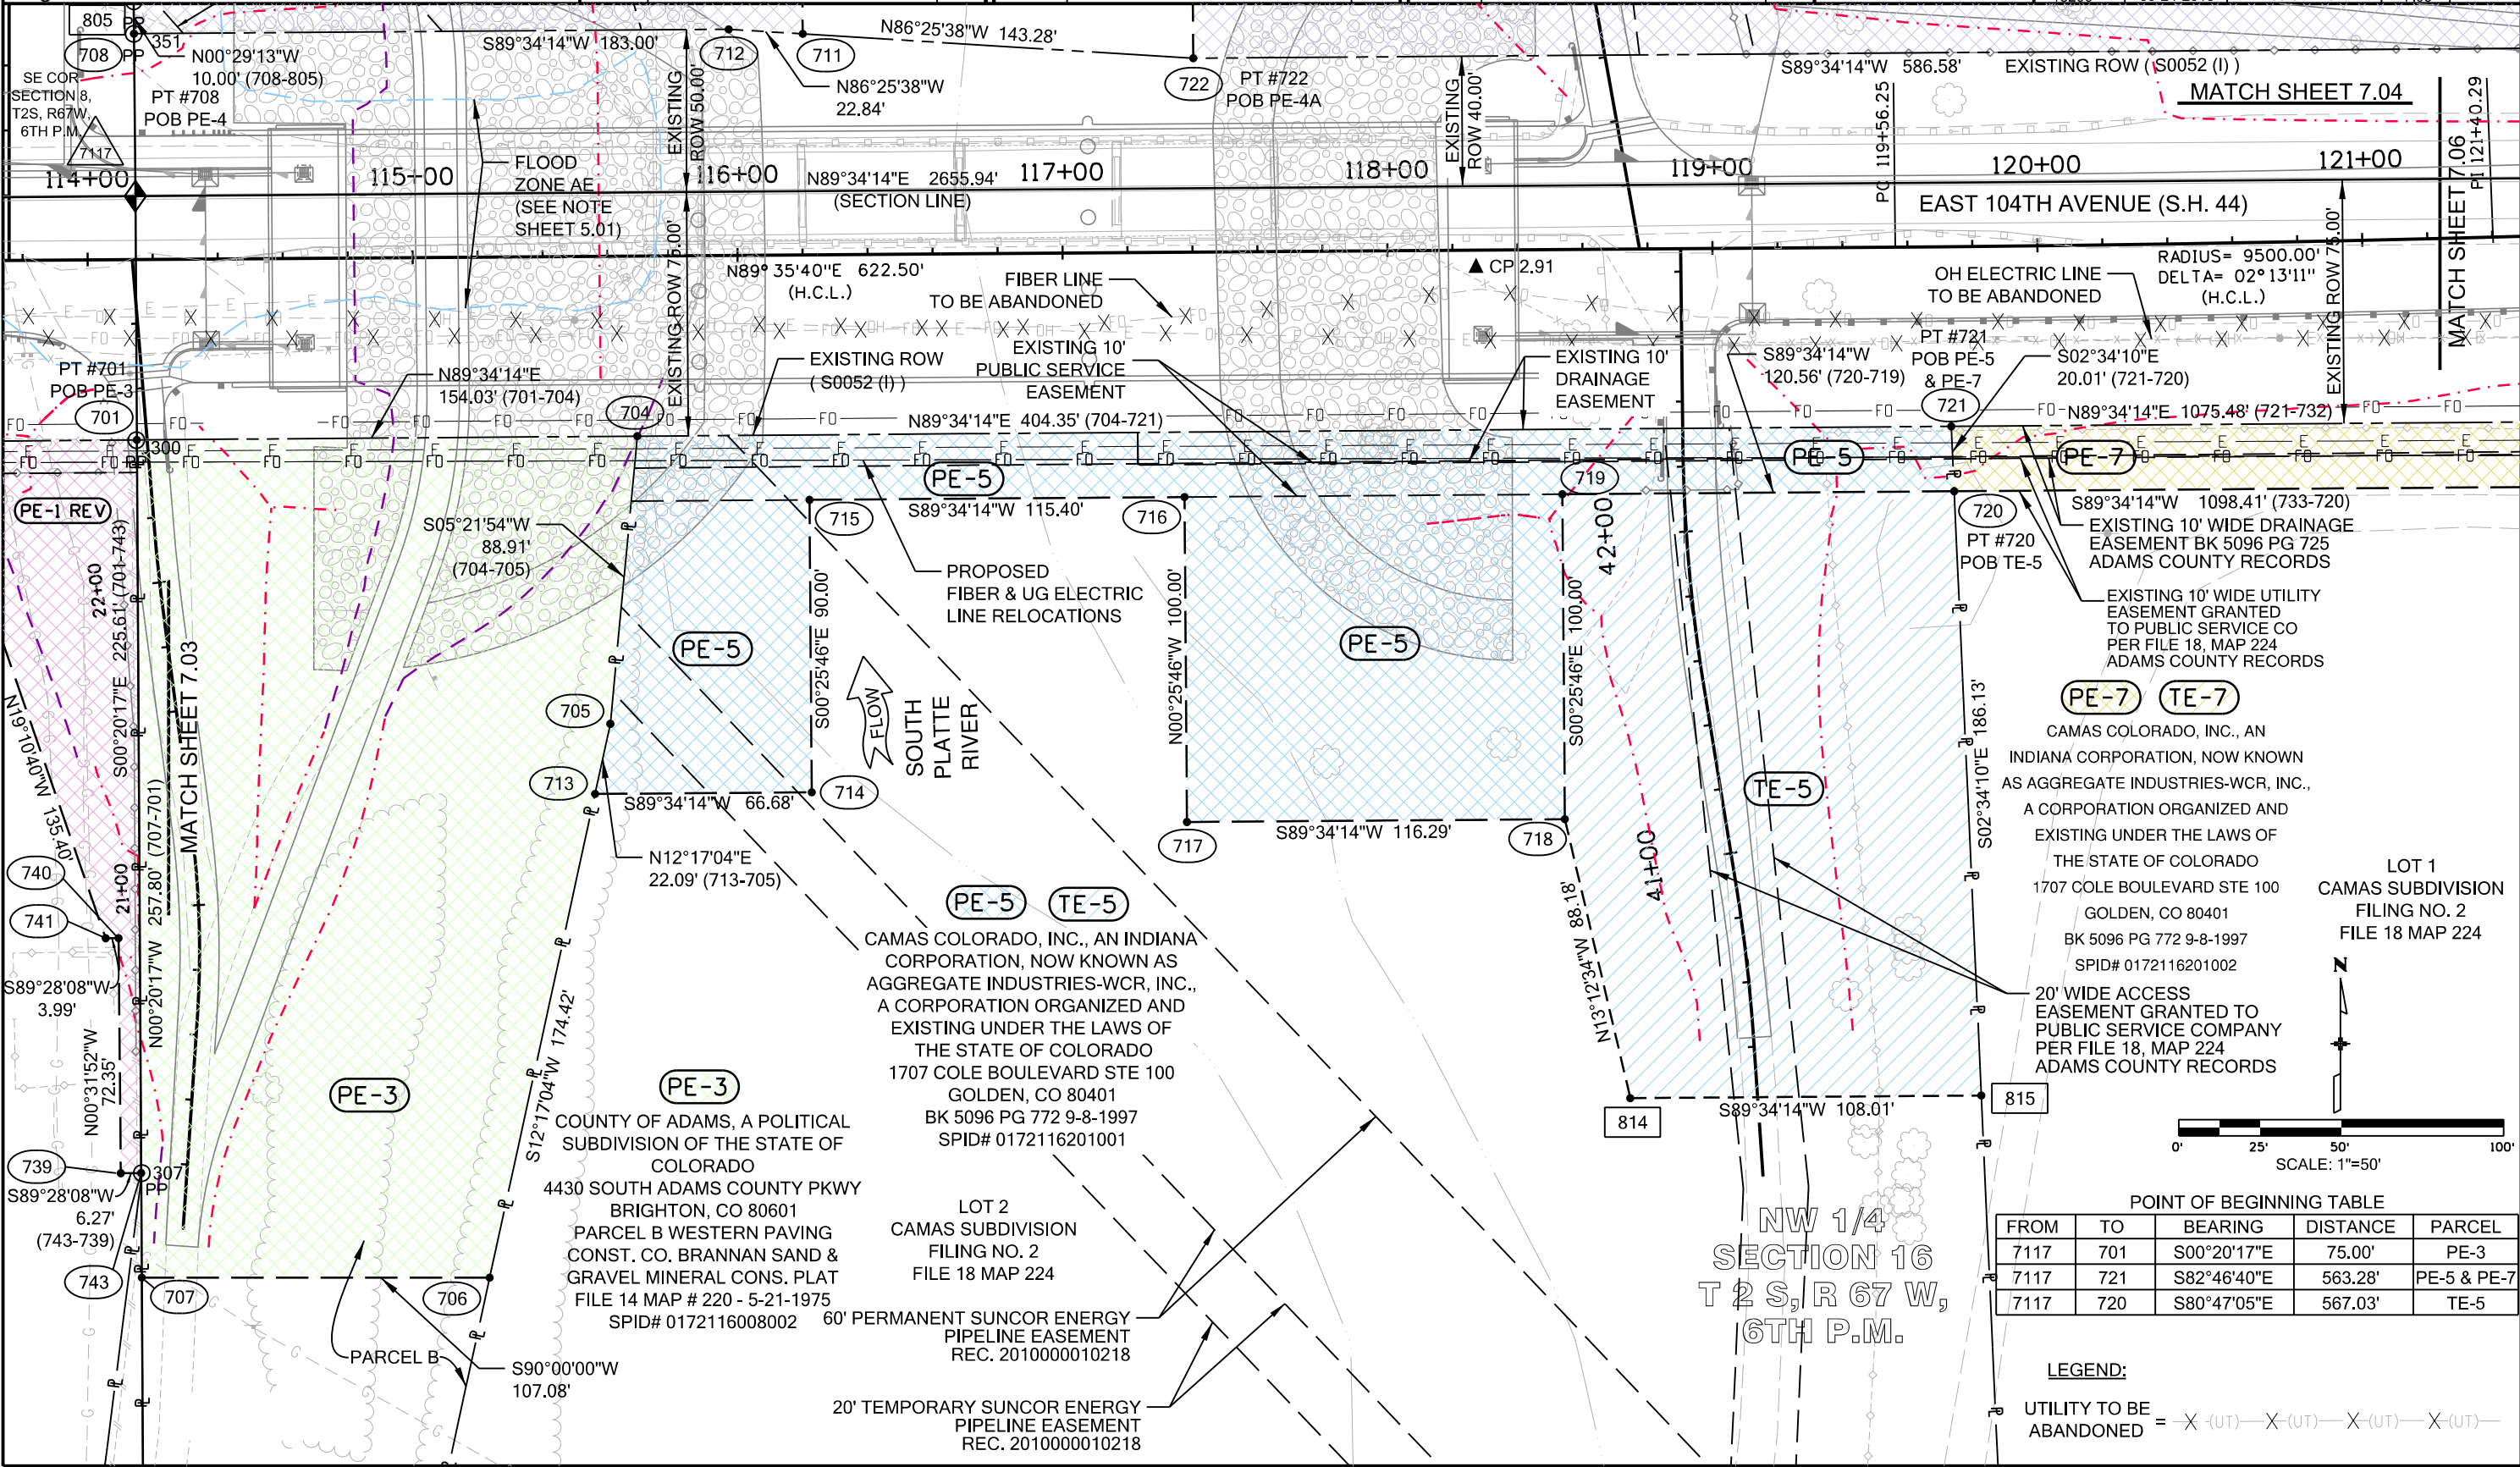 805 PP
708 PP
351
N00°29'13"W
10.00' (708-805)
SE COR
SECTION 8,
T2S, R67W,
6TH P.M.
7117
PT #708
POB PE-4
S89°34'14"W 183.00'
712
711
N86°25'38"W 143.28'
N86°25'38"W
22.84'
722
PT #722
POB PE-4A
EXISTING
ROW 50.00'
EXISTING
ROW 40.00'
S89°34'14"W 586.58'
EXISTING ROW ( S0052 (I) )
MATCH SHEET 7.04
PC 119+56.25
PI 121+40.29
MATCH SHEET 7.06
114+00
115+00
116+00
117+00
118+00
119+00
120+00
121+00
FLOOD
ZONE AE
(SEE NOTE
SHEET 5.01)
N89°34'14"E 2655.94'
(SECTION LINE)
EAST 104TH AVENUE (S.H. 44)
EXISTING ROW 75.00'
EXISTING ROW 75.00'
N89°35'40"E 622.50'
(H.C.L.)
FIBER LINE
TO BE ABANDONED
CP 2.91
OH ELECTRIC LINE
TO BE ABANDONED
RADIUS= 9500.00'
DELTA= 02°13'11"
(H.C.L.)
PT #701
POB PE-3
701
300
PP
N89°34'14"E
154.03' (701-704)
704
EXISTING ROW
( S0052 (I) )
EXISTING 10'
PUBLIC SERVICE
EASEMENT
EXISTING 10'
DRAINAGE
EASEMENT
S89°34'14"W
120.56' (720-719)
PT #721
POB PE-5
& PE-7
721
S02°34'10"E
20.01' (721-720)
N89°34'14"E 404.35' (704-721)
N89°34'14"E 1075.48' (721-732)
PE-5
PE-5
PE-7
PE-1 REV
S05°21'54"W
88.91'
(704-705)
715
S89°34'14"W 115.40'
716
719
720
PT #720
POB TE-5
S89°34'14"W 1098.41' (733-720)
EXISTING 10' WIDE DRAINAGE
EASEMENT BK 5096 PG 725
ADAMS COUNTY RECORDS
EXISTING 10' WIDE UTILITY
EASEMENT GRANTED
TO PUBLIC SERVICE CO
PER FILE 18, MAP 224
ADAMS COUNTY RECORDS
PROPOSED
FIBER & UG ELECTRIC
LINE RELOCATIONS
22+00
S00°20'17"E 225.61' (701-743)
MATCH SHEET 7.03
N19°10'40"W 135.40'
21+00
N00°20'17"W 257.80' (707-701)
PE-5
S00°25'46"E 90.00'
FLOW
SOUTH
PLATTE
RIVER
N00°25'46"W 100.00'
PE-5
S00°25'46"E 100.00'
42+00
41+00
TE-5
S02°34'10"E 186.13'
705
713
S89°34'14"W 66.68'
714
N12°17'04"E
22.09' (713-705)
717
S89°34'14"W 116.29'
718
N13°12'34"W 88.18'
PE-7
TE-7
CAMAS COLORADO, INC., AN
INDIANA CORPORATION, NOW KNOWN
AS AGGREGATE INDUSTRIES-WCR, INC.,
A CORPORATION ORGANIZED AND
EXISTING UNDER THE LAWS OF
THE STATE OF COLORADO
1707 COLE BOULEVARD STE 100
GOLDEN, CO 80401
BK 5096 PG 772 9-8-1997
SPID# 0172116201002
LOT 1
CAMAS SUBDIVISION
FILING NO. 2
FILE 18 MAP 224
740
741
S89°28'08"W
3.99'
N00°31'52"W
72.35'
739
307
PP
S89°28'08"W
6.27'
(743-739)
743
707
706
PE-3
S12°17'04"W 174.42'
PE-3
COUNTY OF ADAMS, A POLITICAL
SUBDIVISION OF THE STATE OF
COLORADO
4430 SOUTH ADAMS COUNTY PKWY
BRIGHTON, CO 80601
PARCEL B WESTERN PAVING
CONST. CO. BRANNAN SAND &
GRAVEL MINERAL CONS. PLAT
FILE 14 MAP # 220 - 5-21-1975
SPID# 0172116008002
PARCEL B
S90°00'00"W
107.08'
PE-5
TE-5
CAMAS COLORADO, INC., AN INDIANA
CORPORATION, NOW KNOWN AS
AGGREGATE INDUSTRIES-WCR, INC.,
A CORPORATION ORGANIZED AND
EXISTING UNDER THE LAWS OF
THE STATE OF COLORADO
1707 COLE BOULEVARD STE 100
GOLDEN, CO 80401
BK 5096 PG 772 9-8-1997
SPID# 0172116201001
LOT 2
CAMAS SUBDIVISION
FILING NO. 2
FILE 18 MAP 224
60' PERMANENT SUNCOR ENERGY
PIPELINE EASEMENT
REC. 2010000010218
20' TEMPORARY SUNCOR ENERGY
PIPELINE EASEMENT
REC. 2010000010218
814
S89°34'14"W 108.01'
815
20' WIDE ACCESS
EASEMENT GRANTED TO
PUBLIC SERVICE COMPANY
PER FILE 18, MAP 224
ADAMS COUNTY RECORDS
N
0' 25' 50' 100'
SCALE: 1"=50'
NW 1/4
SECTION 16
T 2 S, R 67 W,
6TH P.M.
POINT OF BEGINNING TABLE
FROM TO BEARING DISTANCE PARCEL
7117 701 S00°20'17"E 75.00' PE-3
7117 721 S82°46'40"E 563.28' PE-5 & PE-7
7117 720 S80°47'05"E 567.03' TE-5
LEGEND:
UTILITY TO BE
ABANDONED = X (UT) X (UT) X (UT) X (UT)